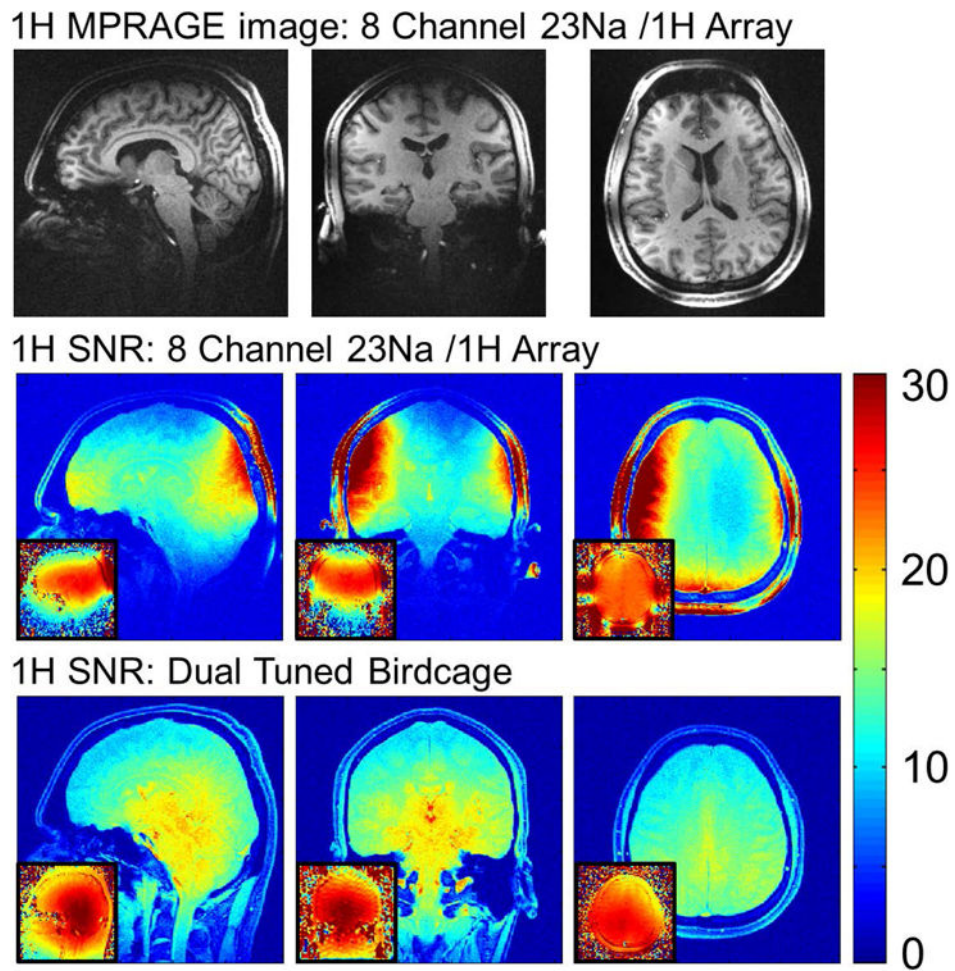 1H MPRAGE image: 8 Channel 23Na /1H Array
1H SNR: 8 Channel 23Na /1H Array
30
20
10
0
1H SNR: Dual Tuned Birdcage